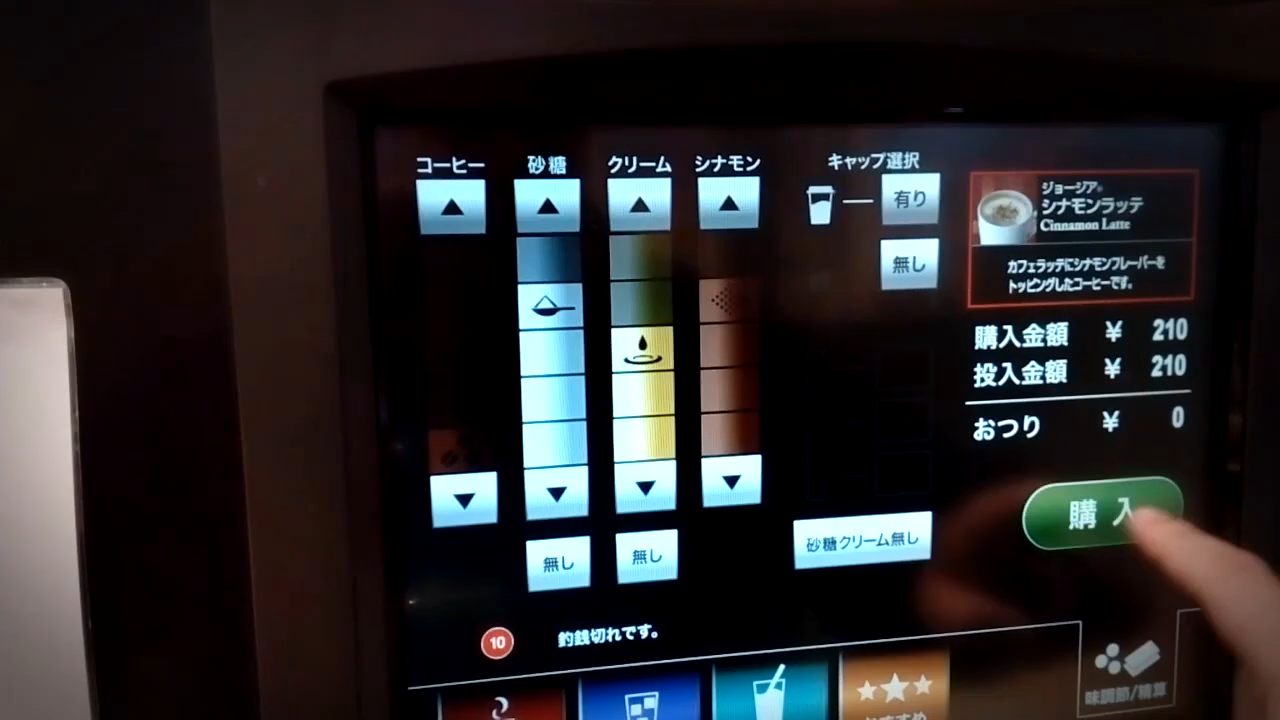 コーヒー
砂糖
クリーム
シナモン
キャップ選択
有り
無し
ジョージア®
シナモンラッテ
Cinnamon Latte
カフェラッテにシナモンフレーバーを
トッピングしたコーヒーです。
購入金額 ¥ 210
投入金額 ¥ 210
おつり ¥ 0
購入
砂糖クリーム無し
無し
無し
10 釣銭切れです。
味調節/精算
おすすめ